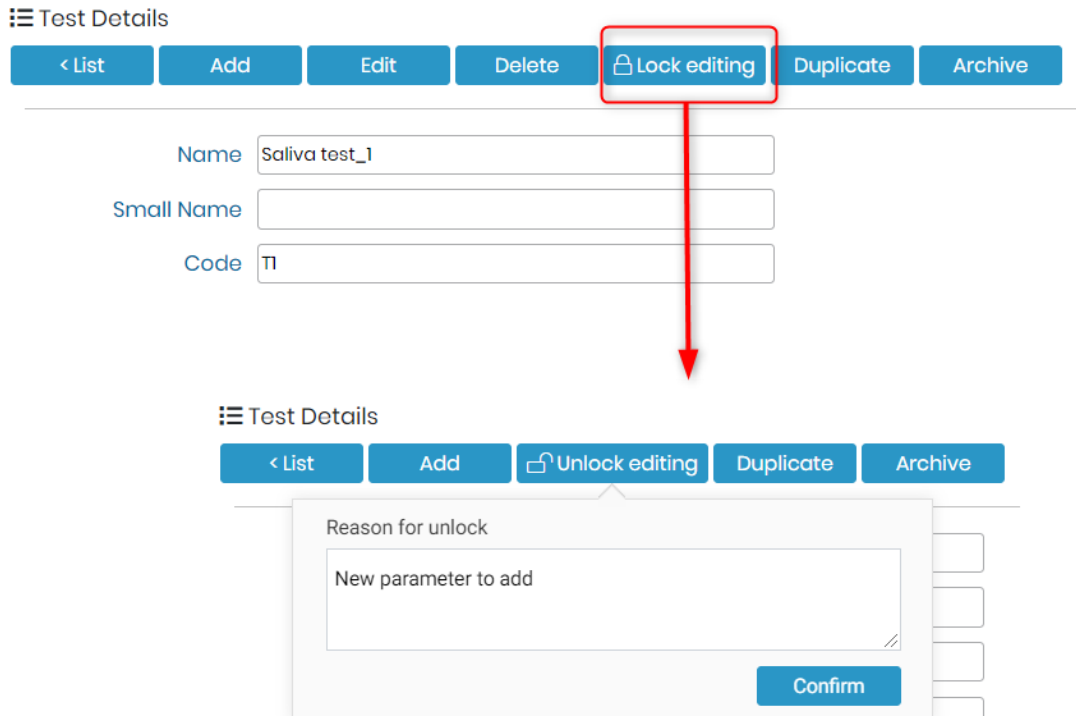 Test Details
< List Add Edit Delete Lock editing Duplicate Archive
Name Saliva test_1
Small Name
Code T1
Test Details
< List Add Unlock editing Duplicate Archive
Reason for unlock
New parameter to add
Confirm